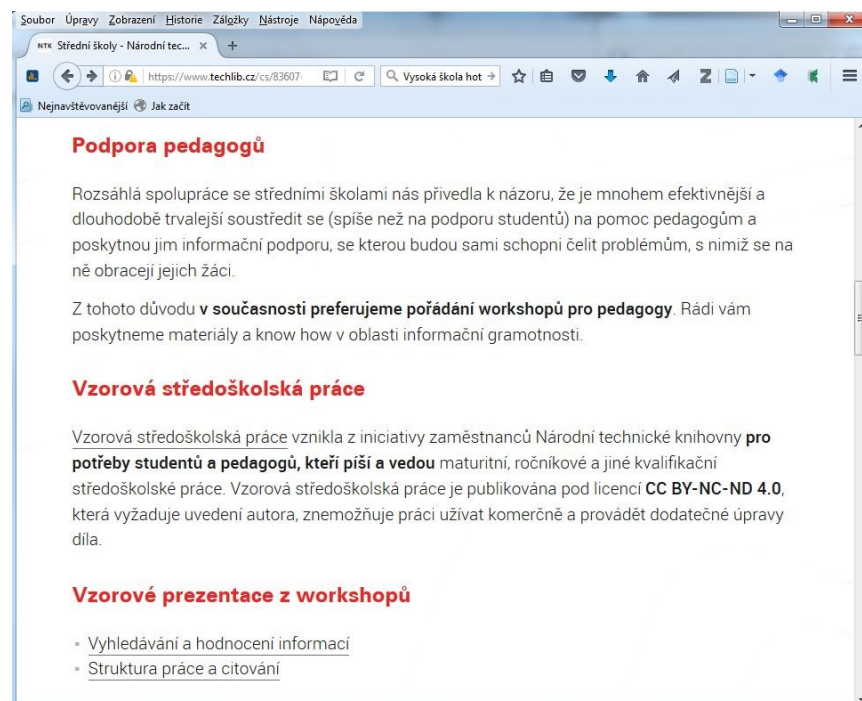 Soubor Úpravy Zobrazení Historie Záložky Nástroje Nápověda
NTK Střední školy - Národní tec... × +
https://www.techlib.cz/cs/83607- Vysoká škola hot
Nejnavštěvovanější Jak začít
Podpora pedagogů
Rozsáhlá spolupráce se středními školami nás přivedla k názoru, že je mnohem efektivnější a
dlouhodobě trvalejší soustředit se (spíše než na podporu studentů) na pomoc pedagogům a
poskytnou jim informační podporu, se kterou budou sami schopni čelit problémům, s nimiž se na
ně obracejí jejich žáci.
Z tohoto důvodu v současnosti preferujeme pořádání workshopů pro pedagogy. Rádi vám
poskytneme materiály a know how v oblasti informační gramotnosti.
Vzorová středoškolská práce
Vzorová středoškolská práce vznikla z iniciativy zaměstnanců Národní technické knihovny pro
potřeby studentů a pedagogů, kteří píší a vedou maturitní, ročníkové a jiné kvalifikační
středoškolské práce. Vzorová středoškolská práce je publikována pod licencí CC BY-NC-ND 4.0,
která vyžaduje uvedení autora, znemožňuje práci užívat komerčně a provádět dodatečné úpravy
díla.
Vzorové prezentace z workshopů
Vyhledávání a hodnocení informací
Struktura práce a citování